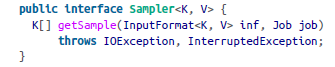 public interface Sampler<K, V> {
  K[] getSample(InputFormat<K, V> inf, Job job)
      throws IOException, InterruptedException;
}